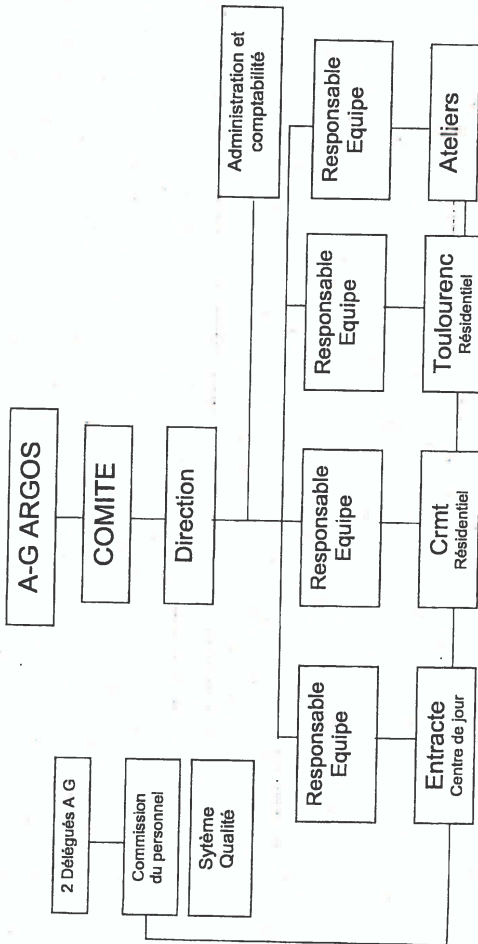 A-G ARGOS
COMITE
Direction
2 Délégués A G
Commission
du personnel
Sytème
Qualité
Administration et
comptabilité
Responsable
Equipe
Responsable
Equipe
Responsable
Equipe
Responsable
Equipe
Entracte
Centre de jour
Crmt
Résidentiel
Toulourenc
Résidentiel
Ateliers